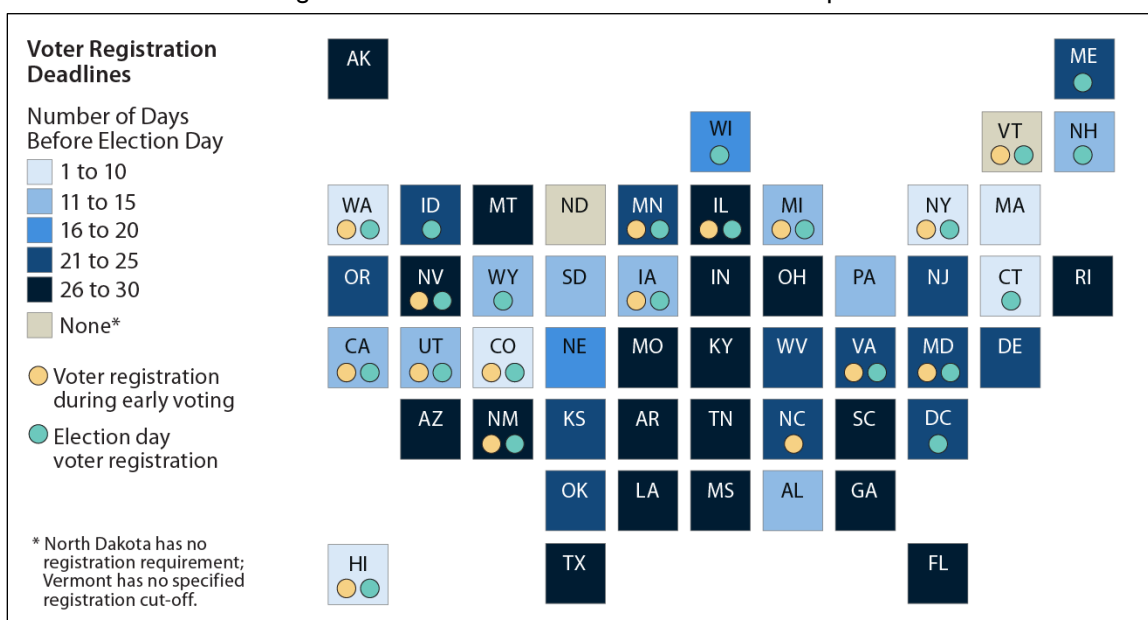 Voter Registration
Deadlines
Number of Days
Before Election Day
1 to 10
11 to 15
16 to 20
21 to 25
26 to 30
None*
Voter registration
during early voting
Election day
voter registration
* North Dakota has no
registration requirement;
Vermont has no specified
registration cut-off.
AK ME
WI VT NH
WA ID MT ND MN IL MI NY MA
OR NV WY SD IA IN OH PA NJ CT RI
CA UT CO NE MO KY WV VA MD DE
AZ NM KS AR TN NC SC DC
OK LA MS AL GA
HI TX FL